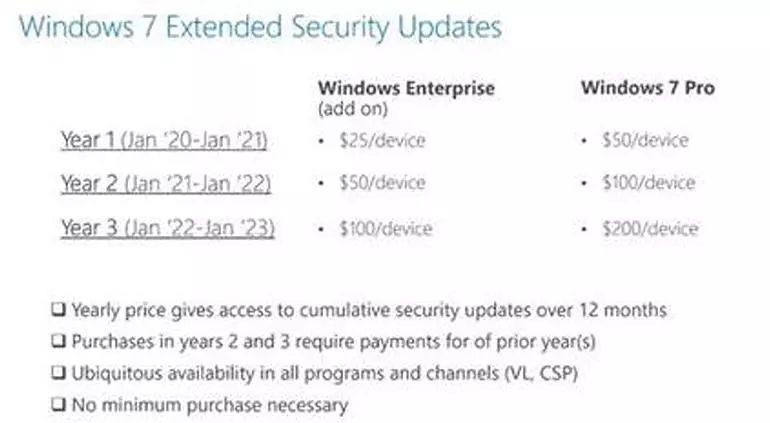 Windows 7 Extended Security Updates
Windows Enterprise Windows 7 Pro
(add on)
Year 1 (Jan '20-Jan '21) • $25/device • $50/device
Year 2 (Jan '21-Jan '22) • $50/device • $100/device
Year 3 (Jan '22-Jan '23) • $100/device • $200/device
❑ Yearly price gives access to cumulative security updates over 12 months
❑ Purchases in years 2 and 3 require payments for of prior year(s)
❑ Ubiquitous availability in all programs and channels (VL, CSP)
❑ No minimum purchase necessary